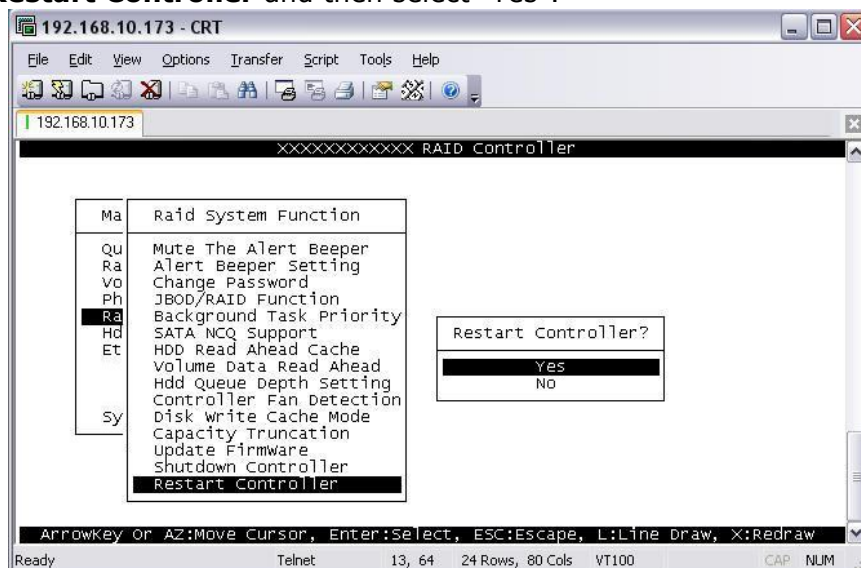 Restart Controller and then select "Yes".
192.168.10.173 - CRT
File Edit View Options Transfer Script Tools Help
192.168.10.173
XXXXXXXXXXXX RAID Controller
Ma
Raid System Function
Qu
Ra
Vo
Ph
Ra
Hd
Et
Sy
Mute The Alert Beeper
Alert Beeper Setting
Change Password
JBOD/RAID Function
Background Task Priority
SATA NCQ Support
HDD Read Ahead Cache
Volume Data Read Ahead
Hdd Queue Depth Setting
Controller Fan Detection
Disk Write Cache Mode
Capacity Truncation
Update FirmWare
Shutdown Controller
Restart Controller
Restart Controller?
Yes
No
ArrowKey Or AZ:Move Cursor, Enter:Select, ESC:Escape, L:Line Draw, X:Redraw
Ready Telnet 13, 64 24 Rows, 80 Cols VT100 CAP NUM